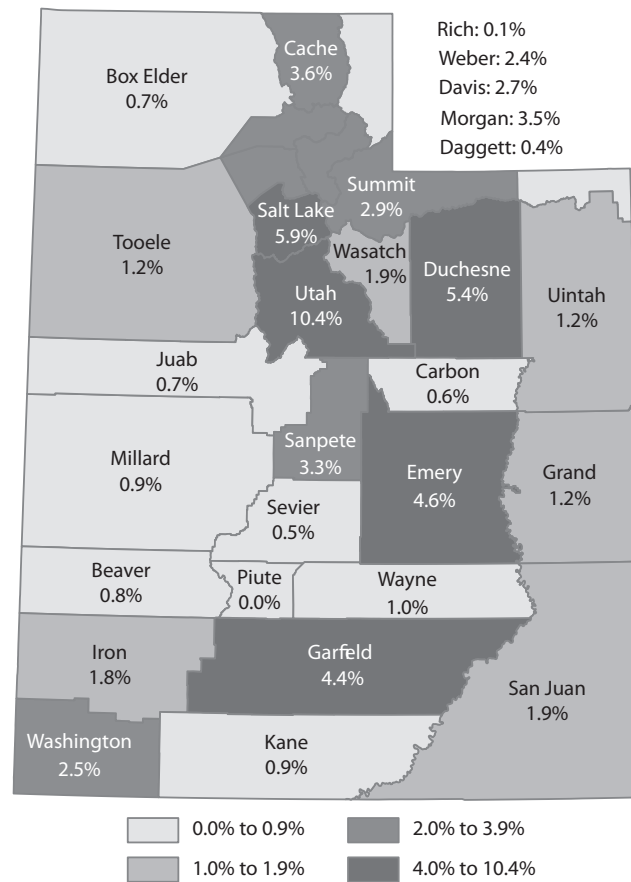 Rich: 0.1%
Weber: 2.4%
Davis: 2.7%
Morgan: 3.5%
Daggett: 0.4%
Cache
3.6%
Box Elder
0.7%
Summit
2.9%
Salt Lake
5.9%
Tooele
1.2%
Wasatch
1.9%
Duchesne
5.4%
Uintah
1.2%
Utah
10.4%
Juab
0.7%
Carbon
0.6%
Sanpete
3.3%
Millard
0.9%
Emery
4.6%
Grand
1.2%
Sevier
0.5%
Beaver
0.8%
Piute
0.0%
Wayne
1.0%
Iron
1.8%
Garfeld
4.4%
San Juan
1.9%
Washington
2.5%
Kane
0.9%
0.0% to 0.9%
2.0% to 3.9%
1.0% to 1.9%
4.0% to 10.4%